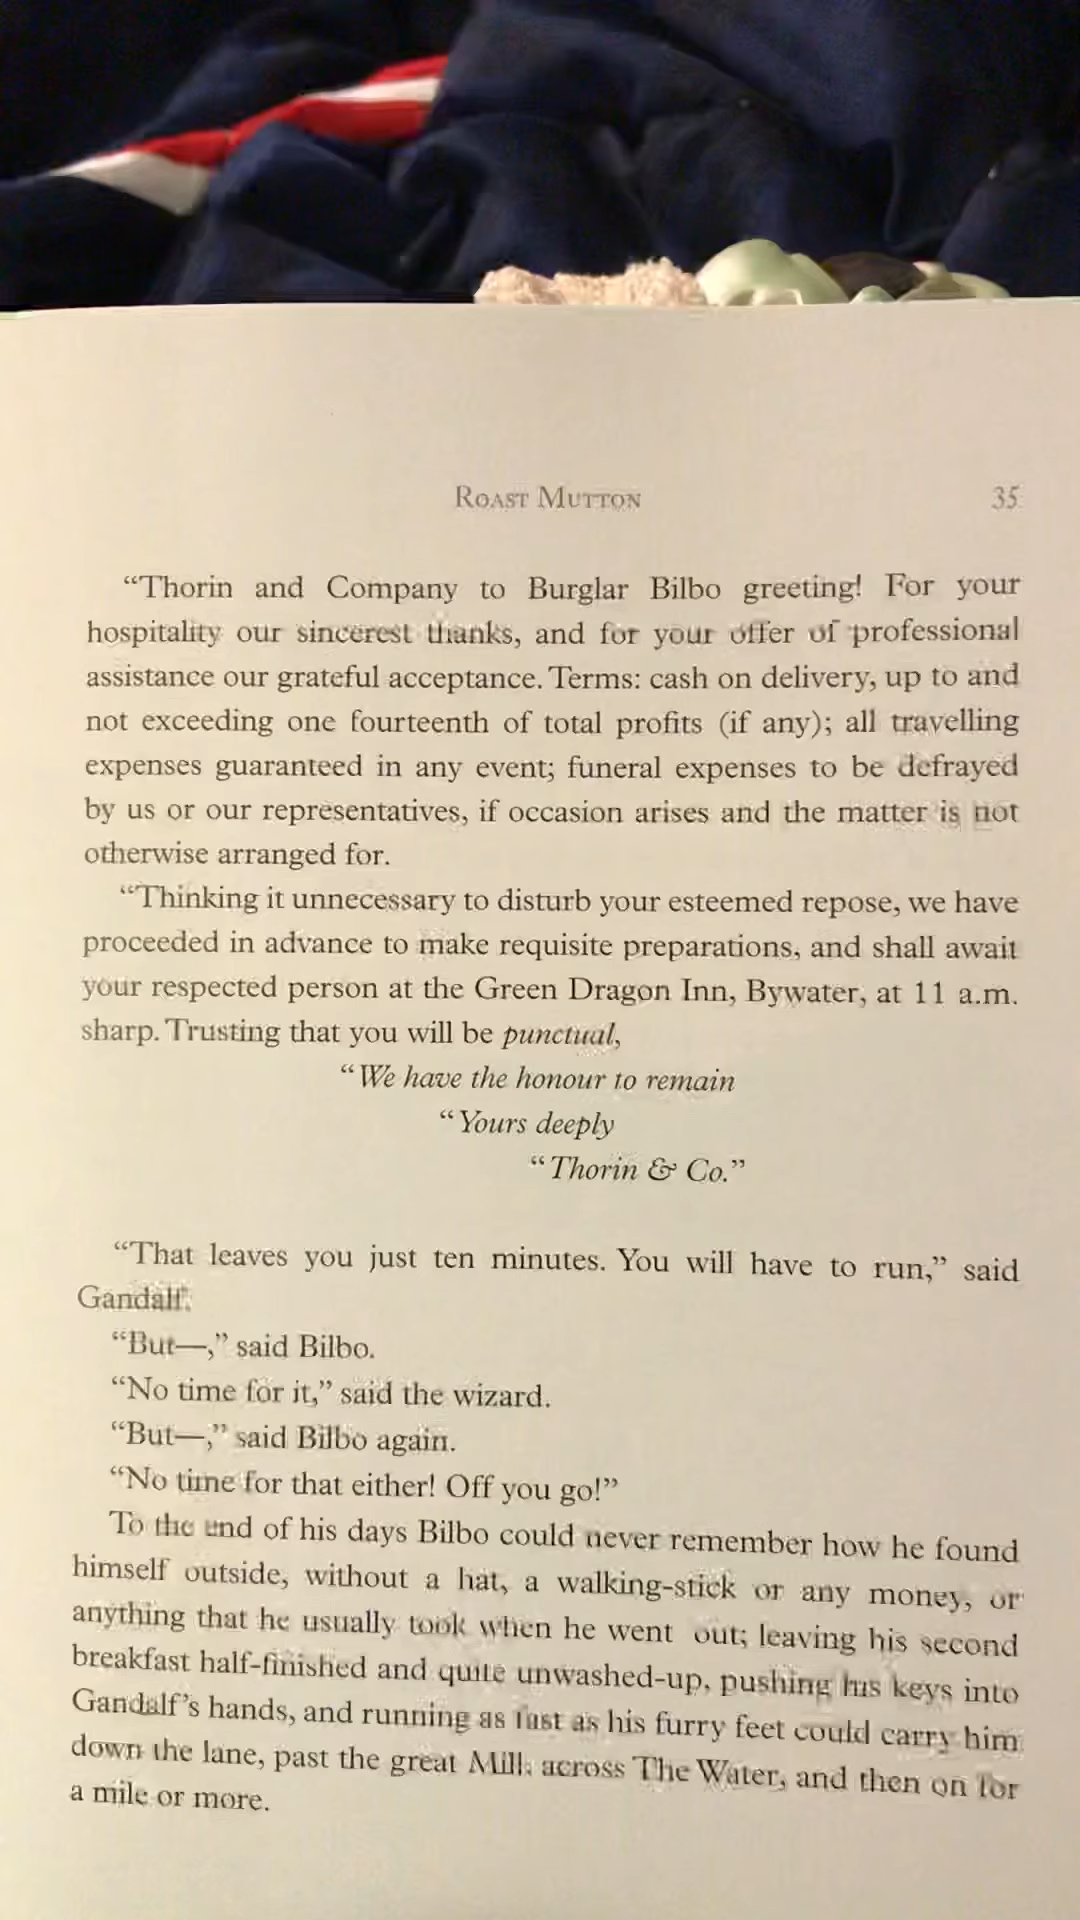 ROAST MUTTON 35
“Thorin and Company to Burglar Bilbo greeting! For your
hospitality our sincerest thanks, and for your offer of professional
assistance our grateful acceptance. Terms: cash on delivery, up to and
not exceeding one fourteenth of total profits (if any); all travelling
expenses guaranteed in any event; funeral expenses to be defrayed
by us or our representatives, if occasion arises and the matter is not
otherwise arranged for.
“Thinking it unnecessary to disturb your esteemed repose, we have
proceeded in advance to make requisite preparations, and shall await
your respected person at the Green Dragon Inn, Bywater, at 11 a.m.
sharp. Trusting that you will be punctual,
“We have the honour to remain
“Yours deeply
“Thorin & Co.”
“That leaves you just ten minutes. You will have to run,” said
Gandalf.
“But—,” said Bilbo.
“No time for it,” said the wizard.
“But—,” said Bilbo again.
“No time for that either! Off you go!”
To the end of his days Bilbo could never remember how he found
himself outside, without a hat, a walking-stick or any money, or
anything that he usually took when he went out; leaving his second
breakfast half-finished and quite unwashed-up, pushing his keys into
Gandalf’s hands, and running as fast as his furry feet could carry him
down the lane, past the great Mill, across The Water, and then on for
a mile or more.